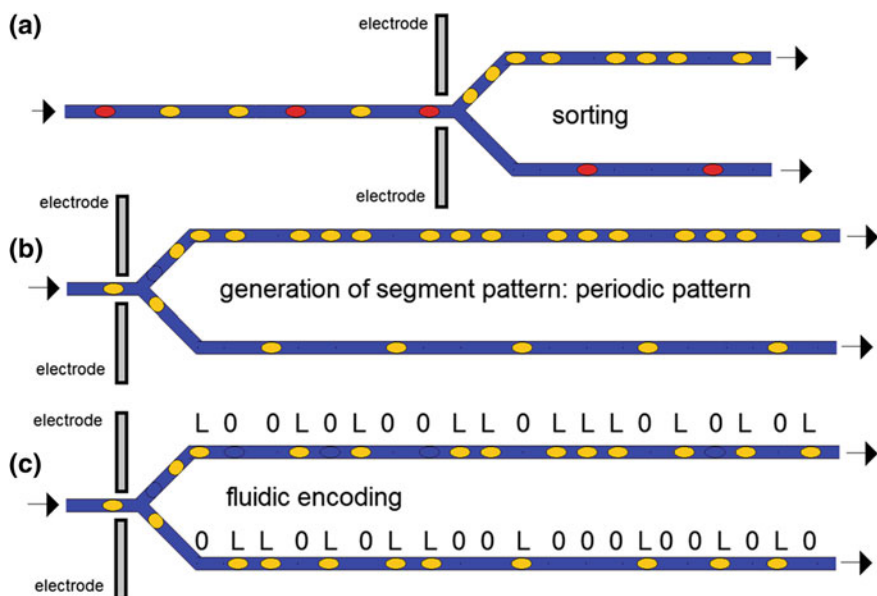 (a)
electrode
sorting
electrode
electrode
(b)
generation of segment pattern: periodic pattern
electrode
electrode
L 0 0 L 0 L 0 0 L L 0 L L L 0 L 0 L 0 L
(c)
fluidic encoding
0 L L 0 L 0 L L 0 0 L 0 0 0 L 0 0 L 0 L 0
electrode